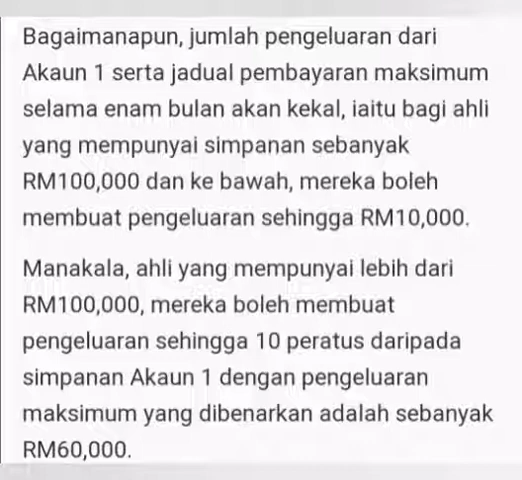 Bagaimanapun, jumlah pengeluaran dari
Akaun 1 serta jadual pembayaran maksimum
selama enam bulan akan kekal, iaitu bagi ahli
yang mempunyai simpanan sebanyak
RM100,000 dan ke bawah, mereka boleh
membuat pengeluaran sehingga RM10,000.
Manakala, ahli yang mempunyai lebih dari
RM100,000, mereka boleh membuat
pengeluaran sehingga 10 peratus daripada
simpanan Akaun 1 dengan pengeluaran
maksimum yang dibenarkan adalah sebanyak
RM60,000.